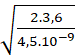 √(2.3,6 / 4,5.10⁻⁹)